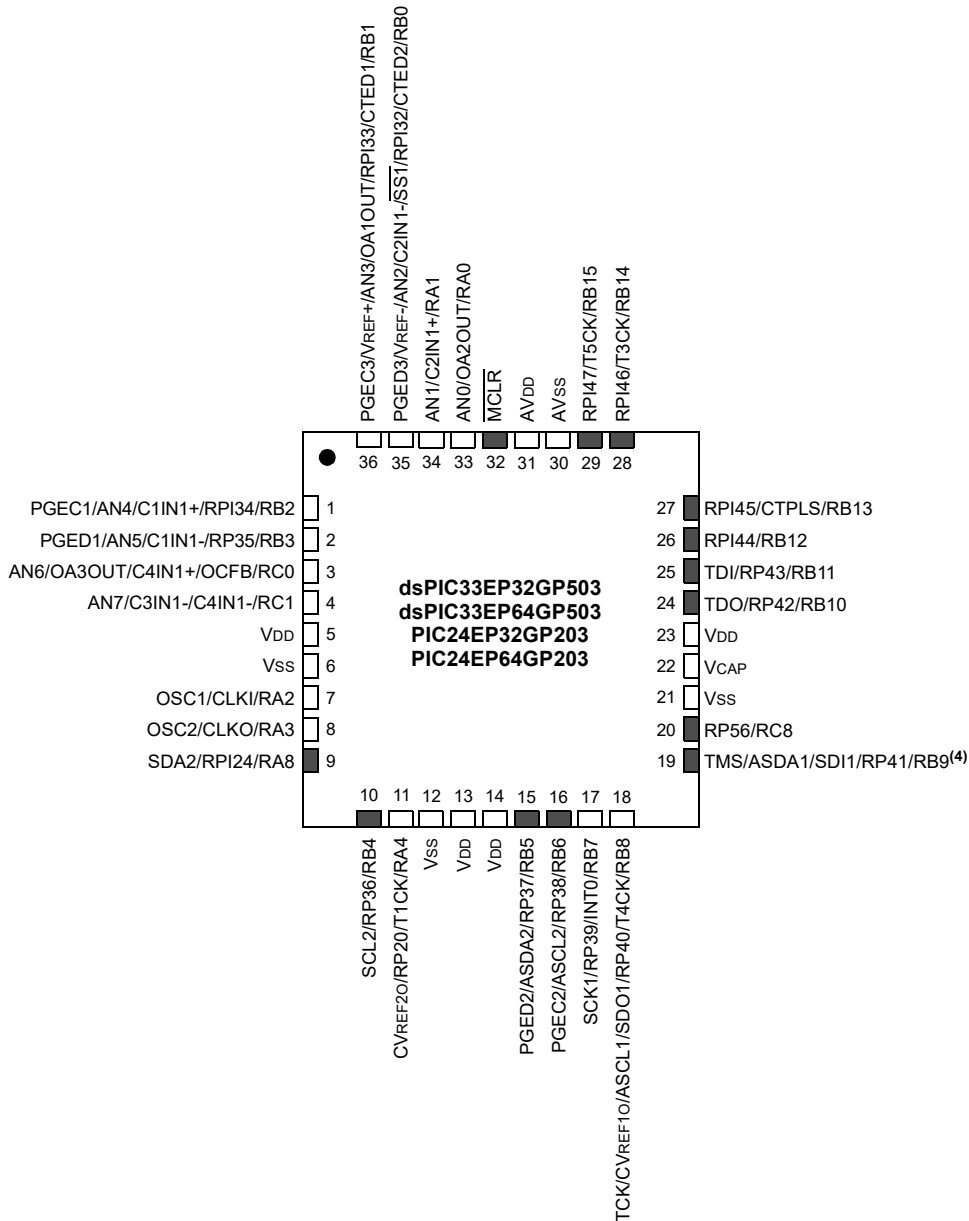 PGEC3/VREF+/AN3/OA1OUT/RPI33/CTED1/RB1
PGED3/VREF-/AN2/C2IN1-/SS1/RPI32/CTED2/RB0
AN1/C2IN1+/RA1
AN0/OA2OUT/RA0
MCLR
AVDD
AVSS
RPI47/T5CK/RB15
RPI46/T3CK/RB14
36 35 34 33 32 31 30 29 28
PGEC1/AN4/C1IN1+/RPI34/RB2 1
PGED1/AN5/C1IN1-/RP35/RB3 2
AN6/OA3OUT/C4IN1+/OCFB/RC0 3
AN7/C3IN1-/C4IN1-/RC1 4
VDD 5
VSS 6
OSC1/CLKI/RA2 7
OSC2/CLKO/RA3 8
SDA2/RPI24/RA8 9
dsPIC33EP32GP503
dsPIC33EP64GP503
PIC24EP32GP203
PIC24EP64GP203
27 RPI45/CTPLS/RB13
26 RPI44/RB12
25 TDI/RP43/RB11
24 TDO/RP42/RB10
23 VDD
22 VCAP
21 VSS
20 RP56/RC8
19 TMS/ASDA1/SDI1/RP41/RB9(4)
10 11 12 13 14 15 16 17 18
SCL2/RP36/RB4
CVREF2O/RP20/T1CK/RA4
VSS
VDD
VDD
PGED2/ASDA2/RP37/RB5
PGEC2/ASCL2/RP38/RB6
SCK1/RP39/INT0/RB7
TCK/CVREF1O/ASCL1/SDO1/RP40/T4CK/RB8